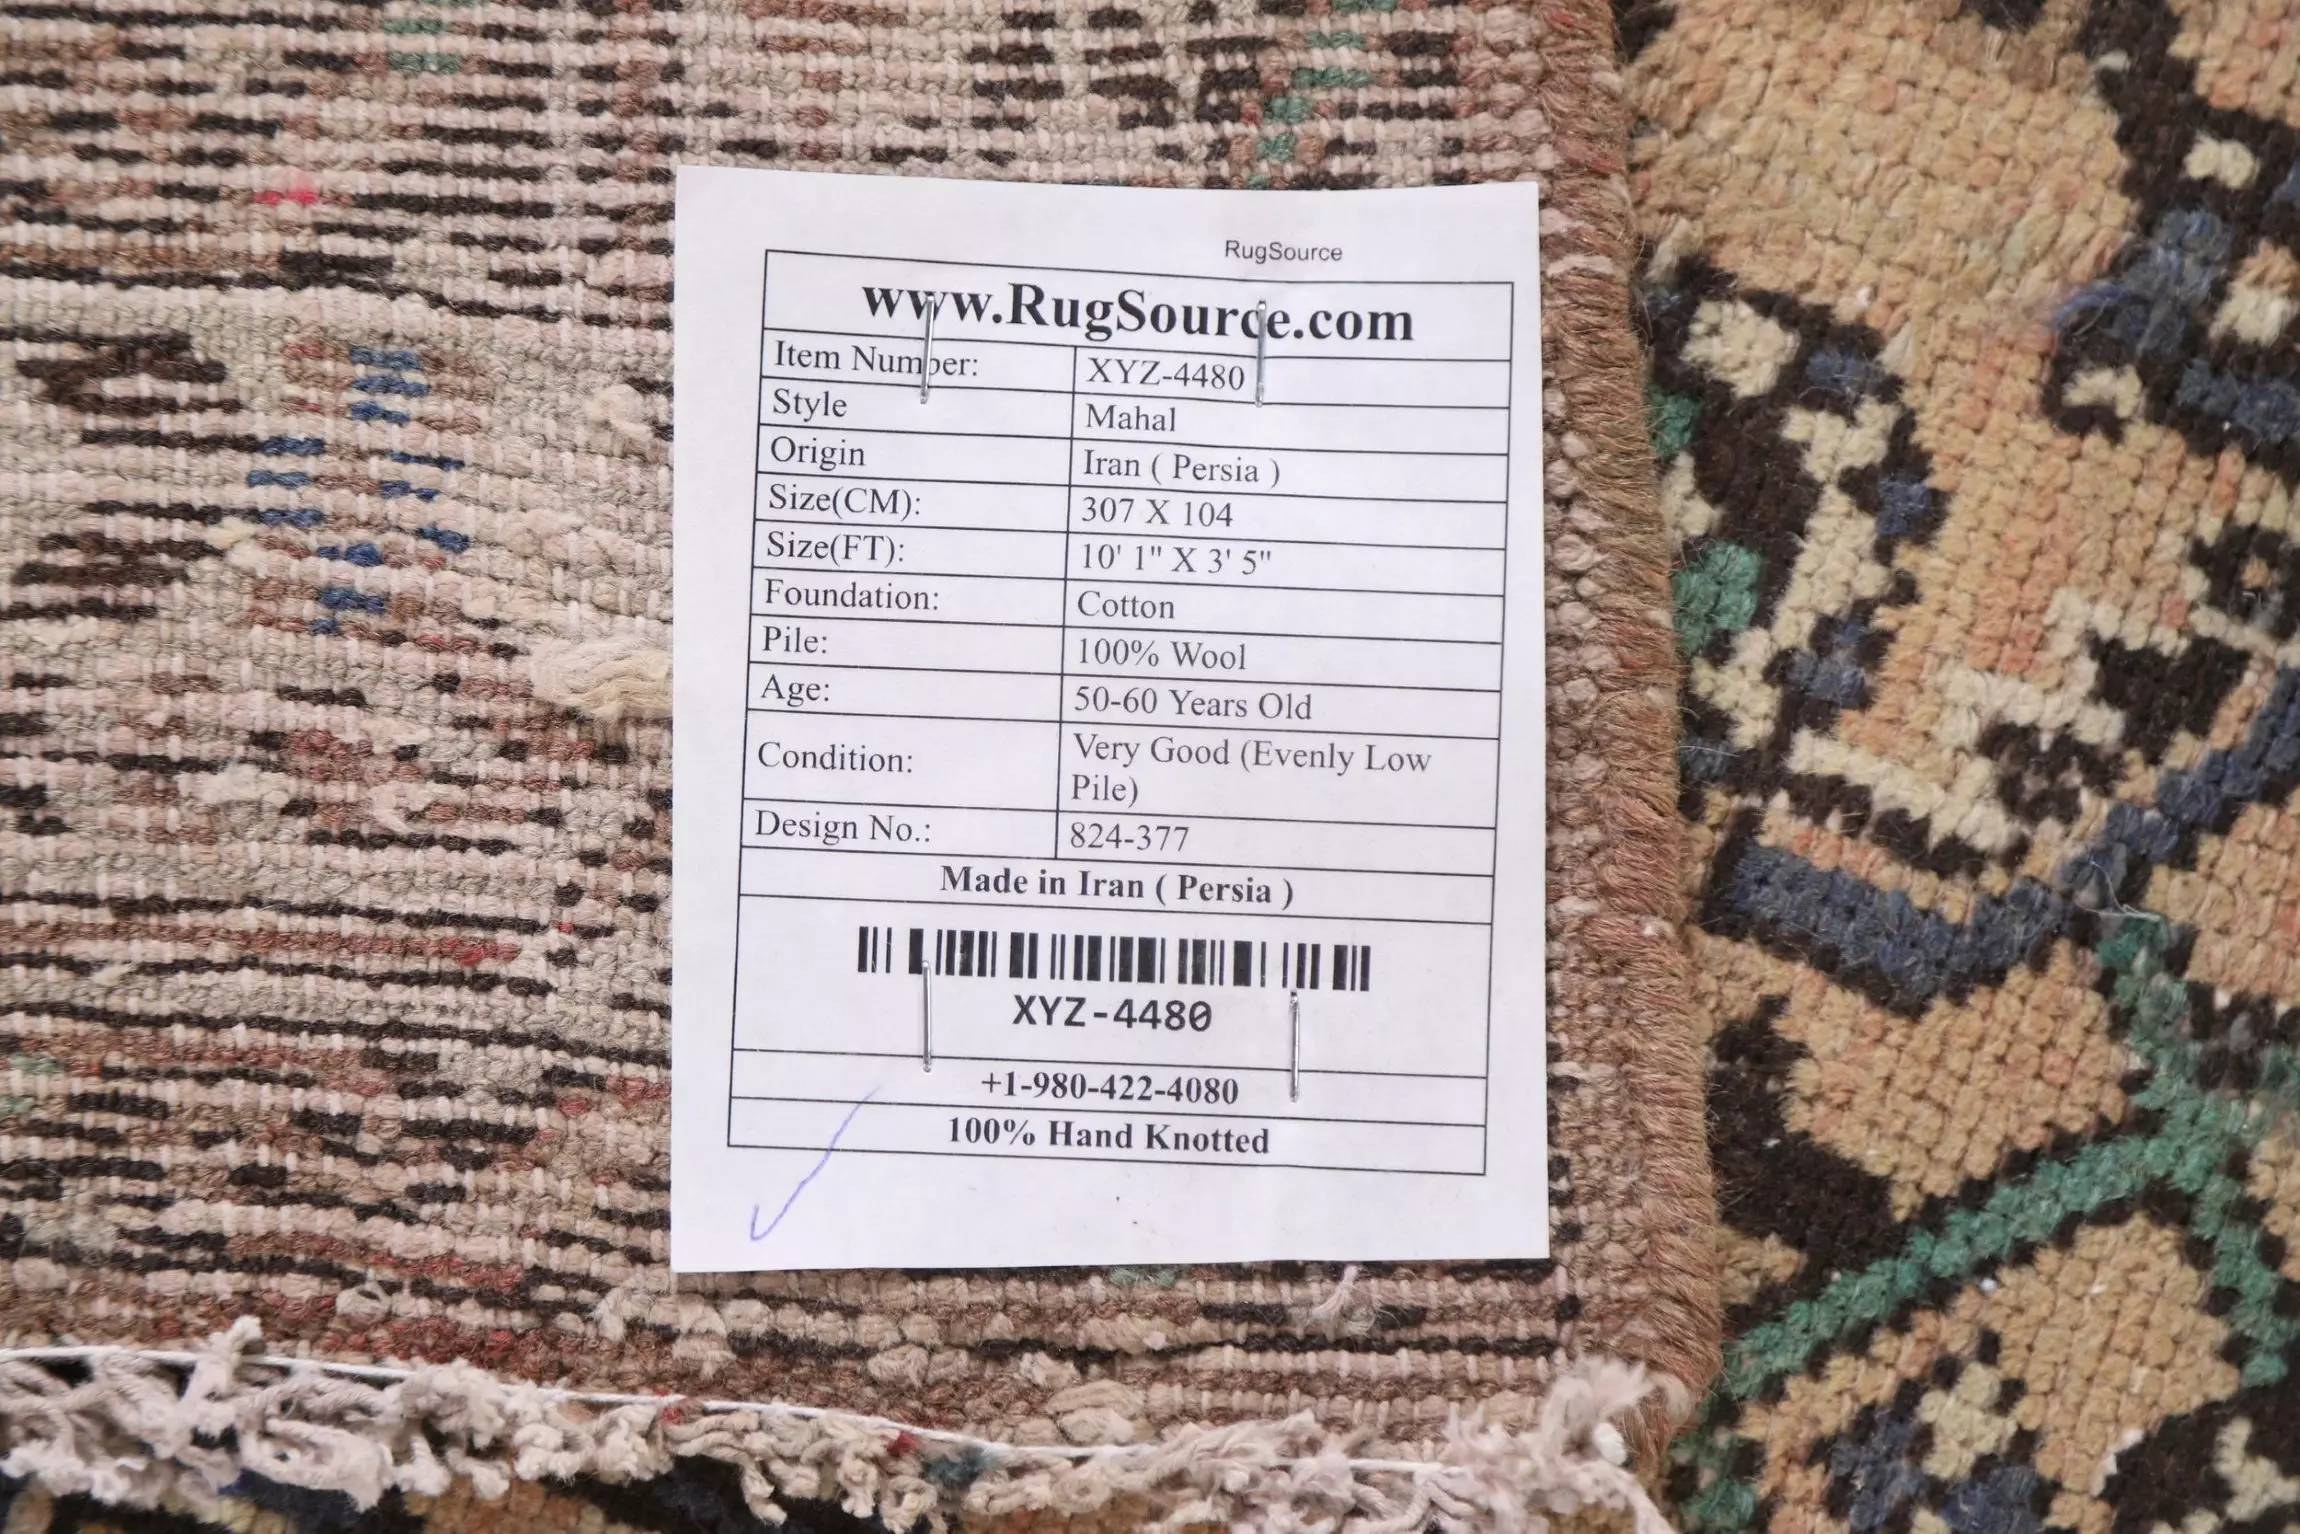 RugSource
www.RugSource.com
Item Number: XYZ-4480
Style Mahal
Origin Iran ( Persia )
Size(CM): 307 X 104
Size(FT): 10' 1" X 3' 5"
Foundation: Cotton
Pile: 100% Wool
Age: 50-60 Years Old
Condition: Very Good (Evenly Low
Pile)
Design No.: 824-377
Made in Iran ( Persia )
XYZ-4480
+1-980-422-4080
100% Hand Knotted